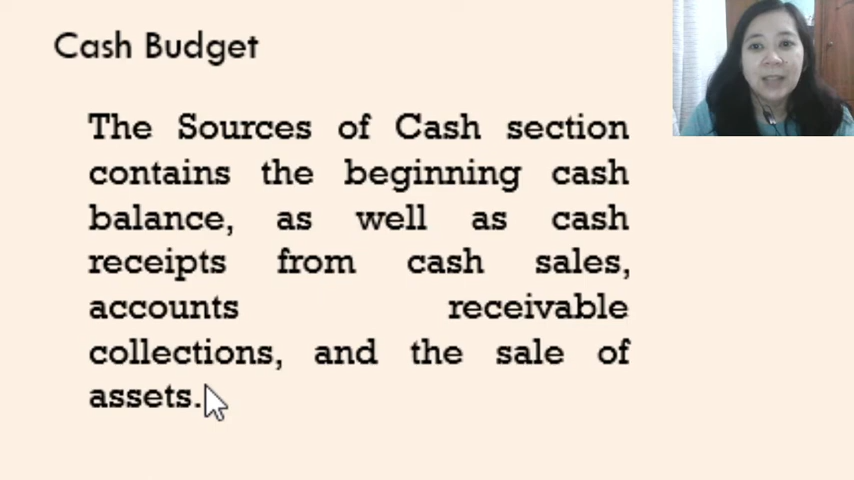 Cash Budget
The Sources of Cash section
contains the beginning cash
balance, as well as cash
receipts from cash sales,
accounts receivable
collections, and the sale of
assets.